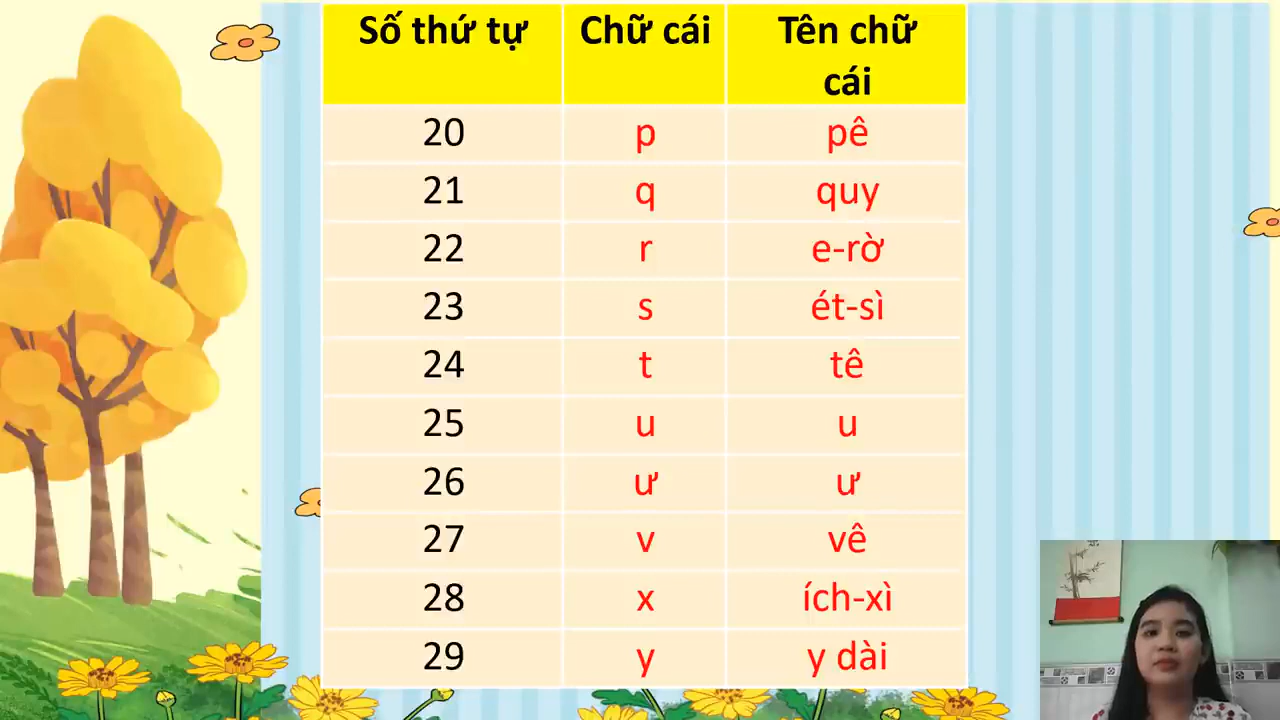 Số thứ tự Chữ cái Tên chữ cái
20 p pê
21 q quy
22 r e-rờ
23 s ét-sì
24 t tê
25 u u
26 ư ư
27 v vê
28 x ích-xì
29 y y dài